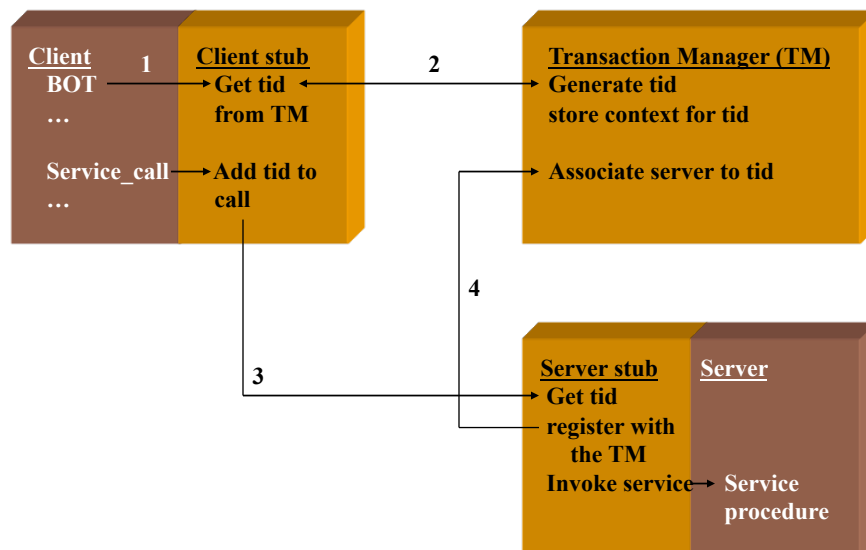 Client
BOT
…
Service_call
…
1
Client stub
Get tid
from TM
Add tid to
call
2
Transaction Manager (TM)
Generate tid
store context for tid
Associate server to tid
3
4
Server stub
Get tid
register with
the TM
Invoke service
Server
Service
procedure